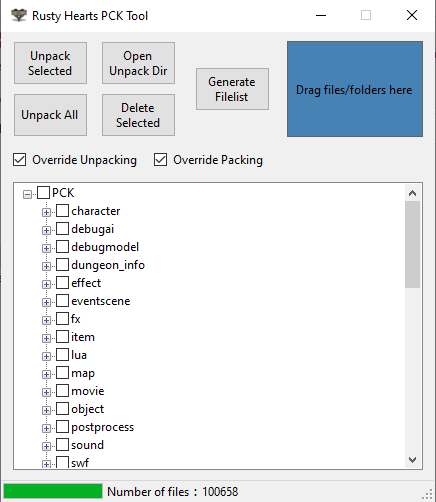 Rusty Hearts PCK Tool
Unpack
Selected
Open
Unpack Dir
Generate
Filelist
Drag files/folders here
Unpack All
Delete
Selected
Override Unpacking
Override Packing
PCK
character
debugai
debugmodel
dungeon_info
effect
eventscene
fx
item
lua
map
movie
object
postprocess
sound
swf
Number of files : 100658